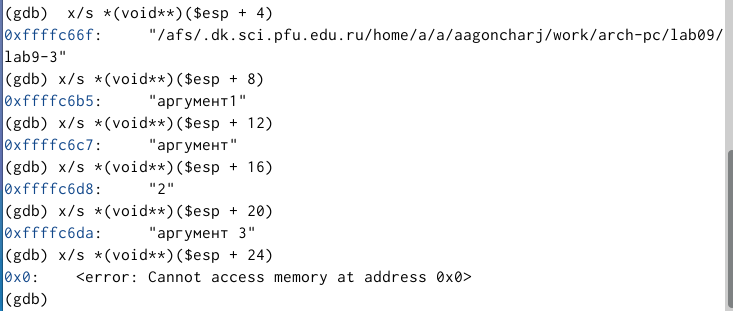 (gdb)  x/s *(void**)($esp + 4)
0xffffc66f:     "/afs/.dk.sci.pfu.edu.ru/home/a/a/aagoncharj/work/arch-pc/lab09/
lab9-3"
(gdb) x/s *(void**)($esp + 8)
0xffffc6b5:     "аргумент1"
(gdb) x/s *(void**)($esp + 12)
0xffffc6c7:     "аргумент"
(gdb) x/s *(void**)($esp + 16)
0xffffc6d8:     "2"
(gdb) x/s *(void**)($esp + 20)
0xffffc6da:     "аргумент 3"
(gdb) x/s *(void**)($esp + 24)
0x0:    <error: Cannot access memory at address 0x0>
(gdb)